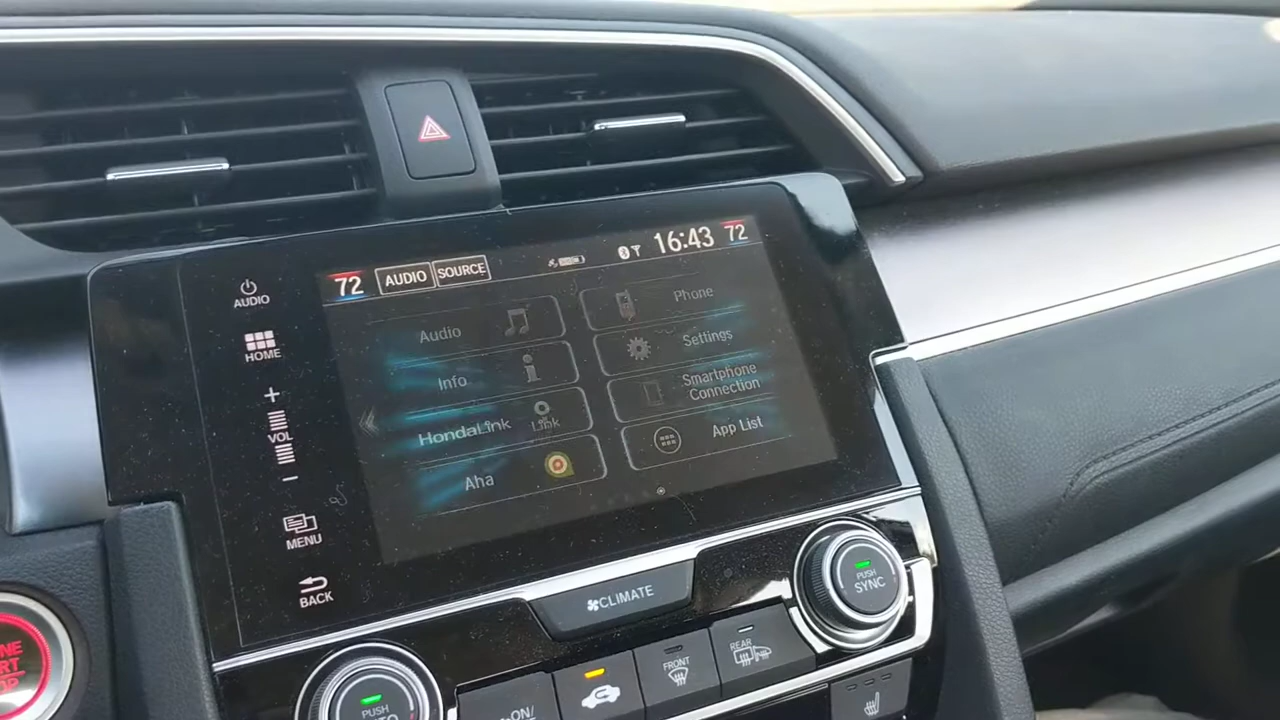 72 AUDIO SOURCE 16:43 72
AUDIO
HOME
VOL
MENU
BACK
Audio
Info
HondaLink
Link
Aha
Phone
Settings
Smartphone
Connection
App List
CLIMATE
PUSH
SYNC
PUSH
FRONT
REAR
ON/